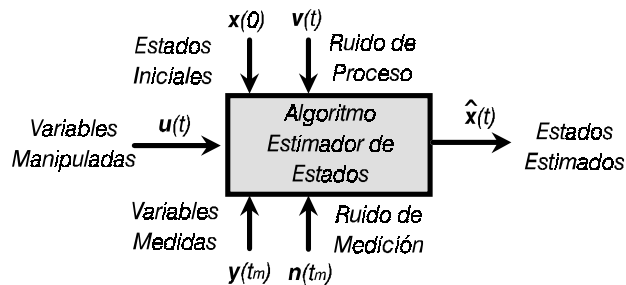 x(0)
v(t)
Estados
Iniciales
Ruido de
Proceso
Variables
Manipuladas
u(t)
Algoritmo
Estimador de
Estados
x̂(t)
Estados
Estimados
Variables
Medidas
Ruido de
Medición
y(tm)
n(tm)